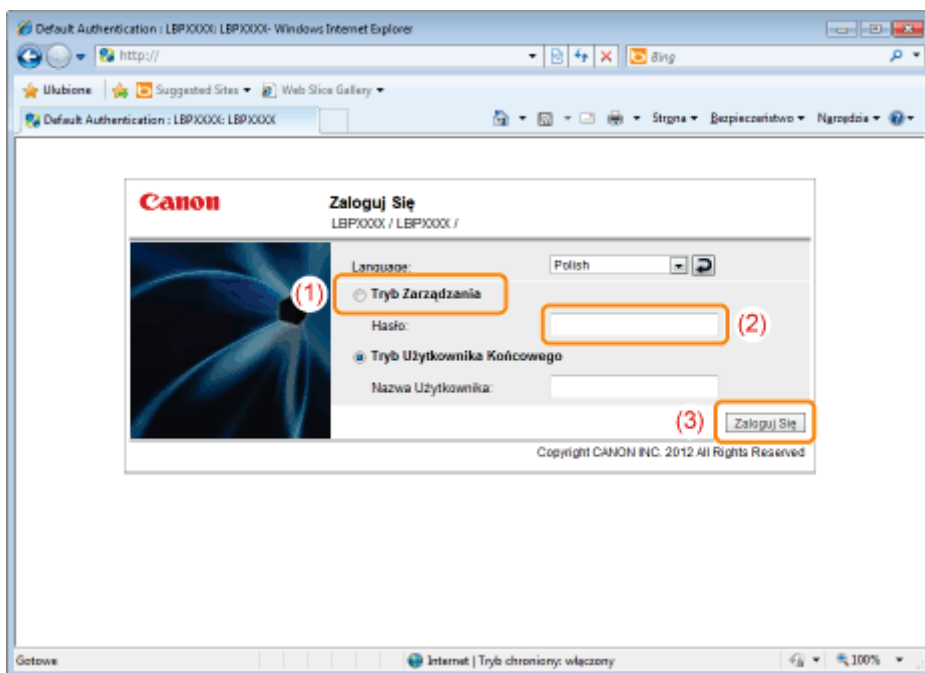 Default Authentication : LBPXXXX: LBPXXXX- Windows Internet Explorer
http://
Bing
Ulubione
Suggested Sites
Web Slice Gallery
Default Authentication : LBPXXXX: LBPXXXX
Strona
Bezpieczeństwo
Narzędzia
Canon
Zaloguj Się
LBPXXXX / LBPXXXX /
Language:
Polish
(1)
Tryb Zarządzania
Hasło:
(2)
Tryb Użytkownika Końcowego
Nazwa Użytkownika:
(3)
Zaloguj Się
Copyright CANON INC. 2012 All Rights Reserved
Gotowe
Internet | Tryb chroniony: włączony
100%